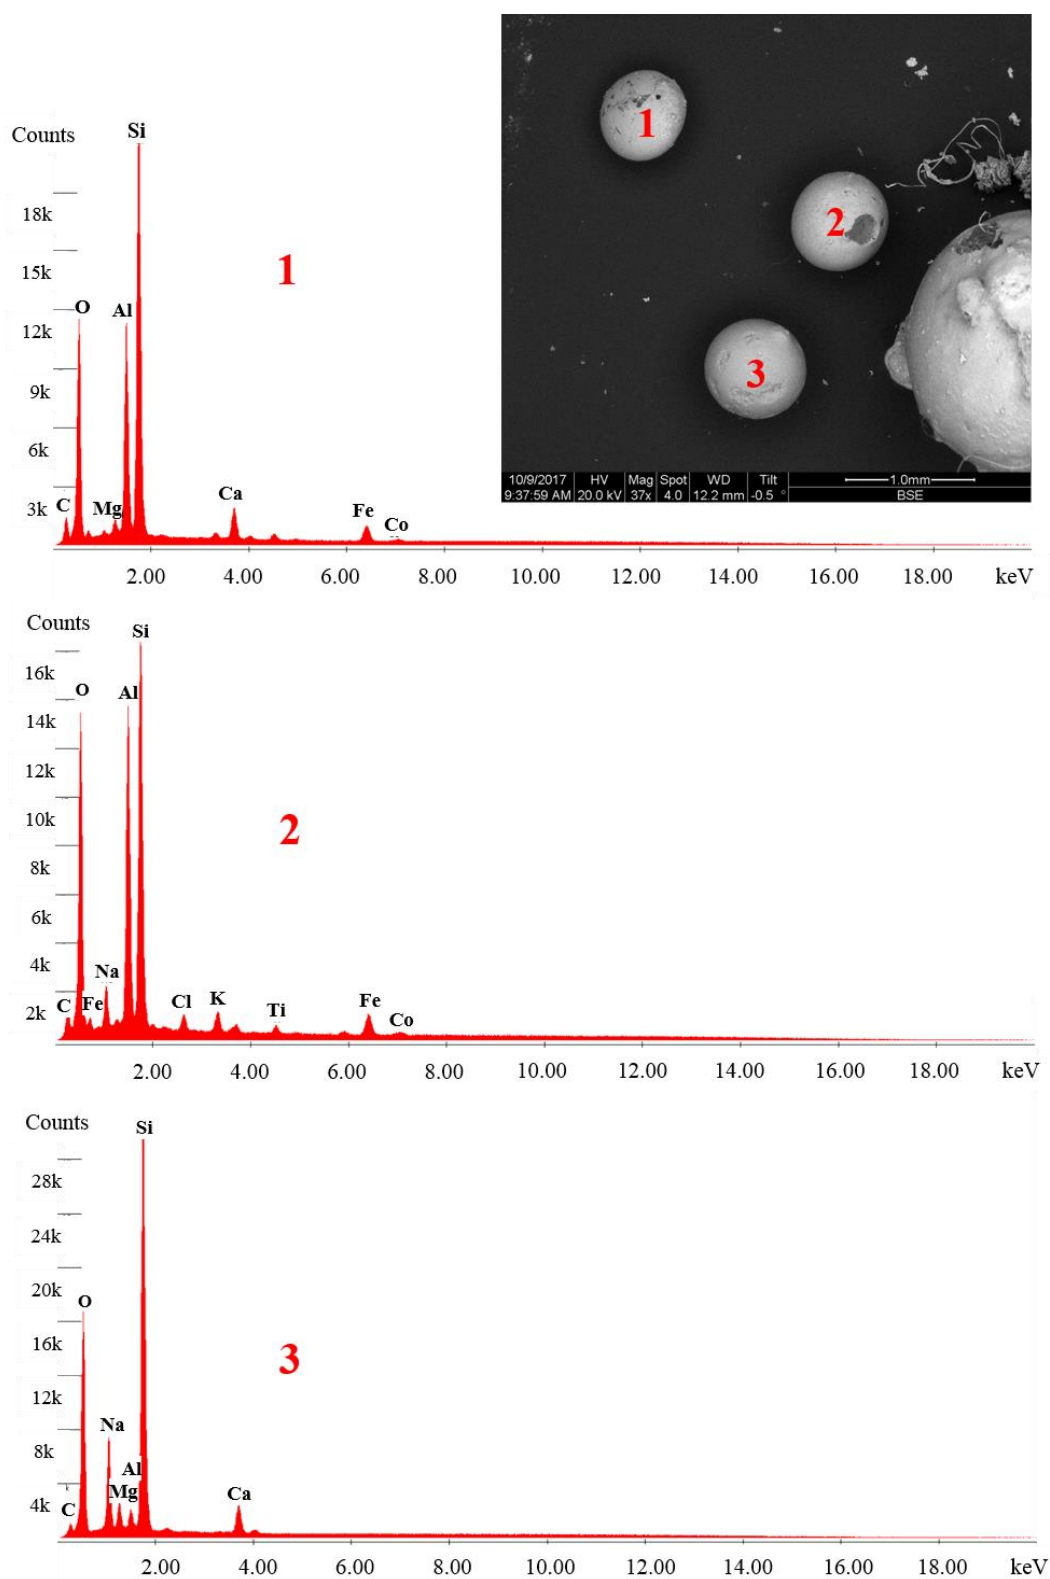 1
2
3
10/9/2017 HV Mag Spot WD Tilt 1.0mm
9:37:59 AM 20.0 kV 37x 4.0 12.2 mm -0.5 ° BSE
Counts
Si
18k
15k
1
O
Al
12k
9k
6k
Ca
C
Mg
3k
Fe
Co
2.00 4.00 6.00 8.00 10.00 12.00 14.00 16.00 18.00 keV
Counts
Si
16k
O
Al
14k
12k
10k
2
8k
6k
4k
Na
C
Fe
Cl
K
Ti
Fe
Co
2k
2.00 4.00 6.00 8.00 10.00 12.00 14.00 16.00 18.00 keV
Counts
Si
28k
24k
20k
O
16k
3
12k
Na
8k
Al
Mg
Ca
4k
C
2.00 4.00 6.00 8.00 10.00 12.00 14.00 16.00 18.00 keV